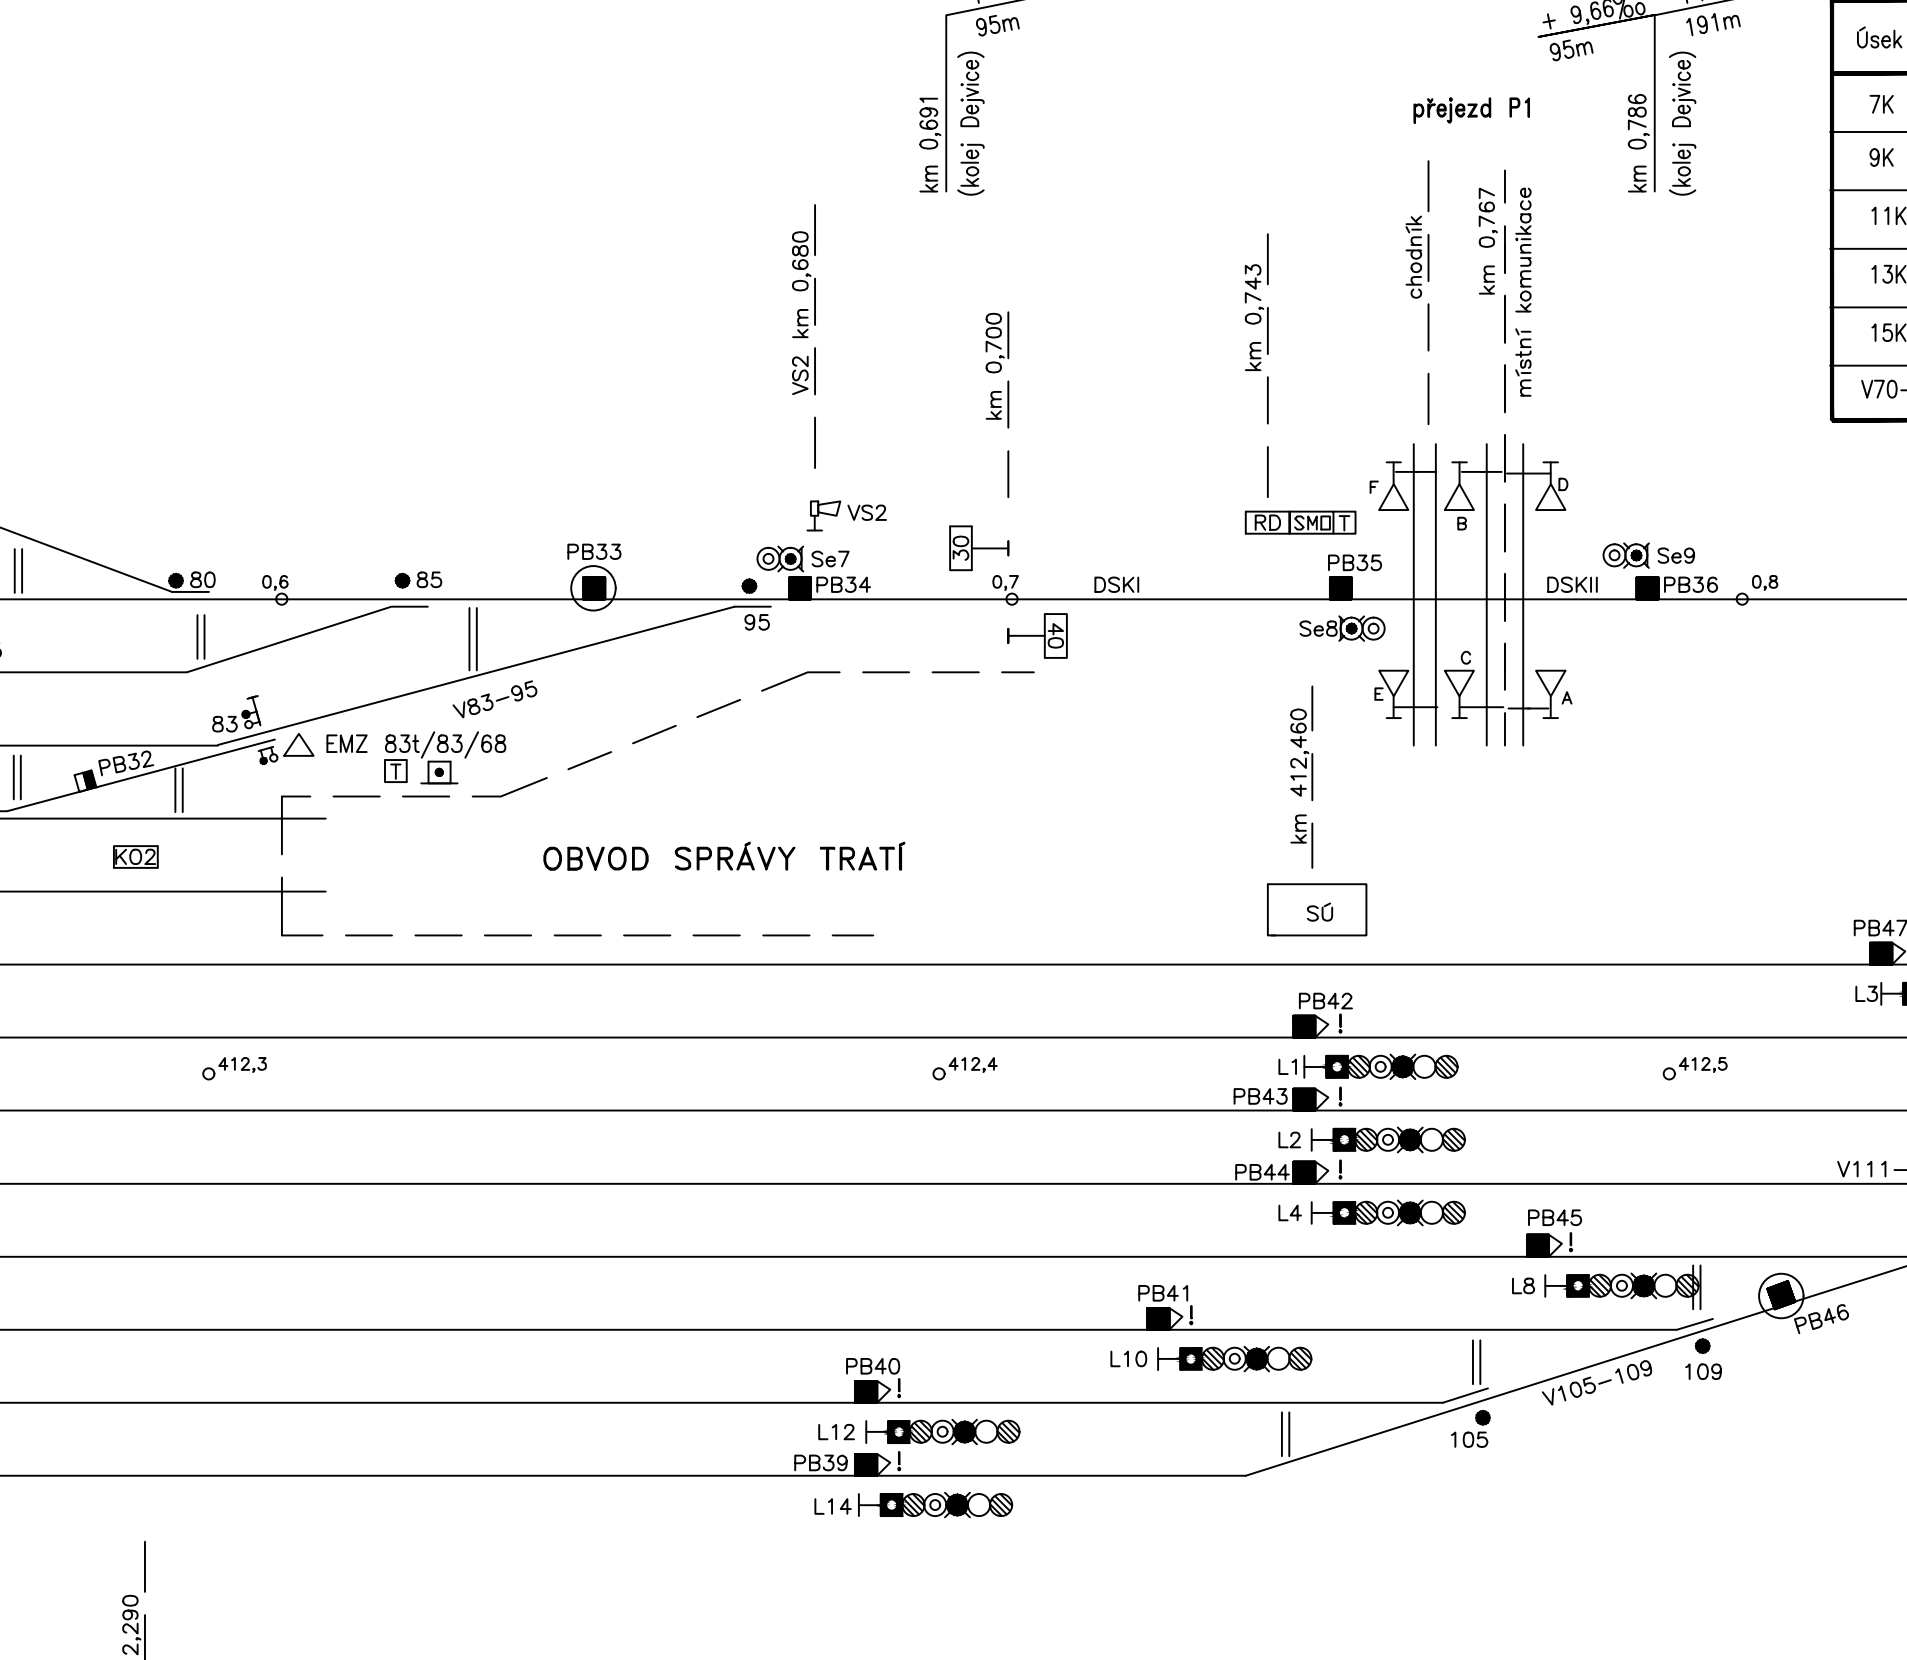 95m
+ 9,66‰
95m
191m
Úsek
7K
9K
11K
13K
15K
V70-
km 0,691
(kolej Dejvice)
přejezd P1
km 0,786
(kolej Dejvice)
VS2 km 0,680
km 0,700
km 0,743
chodník
km 0,767
místní komunikace
VS2
30
RD SM T
F
B
D
80
0,6
85
PB33
Se7
PB34
95
0,7
40
DSKI
PB35
Se8
DSKII
Se9
PB36
0,8
E
C
A
83
V83-95
PB32
EMZ 83t/83/68
T
KO2
OBVOD SPRÁVY TRATÍ
km 412,460
SÚ
PB47
L3
PB42
!
412,3
412,4
L1
412,5
PB43
!
L2
PB44
!
V111-
L4
PB45
!
L8
PB41
!
PB46
L10
109
V105-109
PB40
!
L12
105
PB39
!
L14
2,290